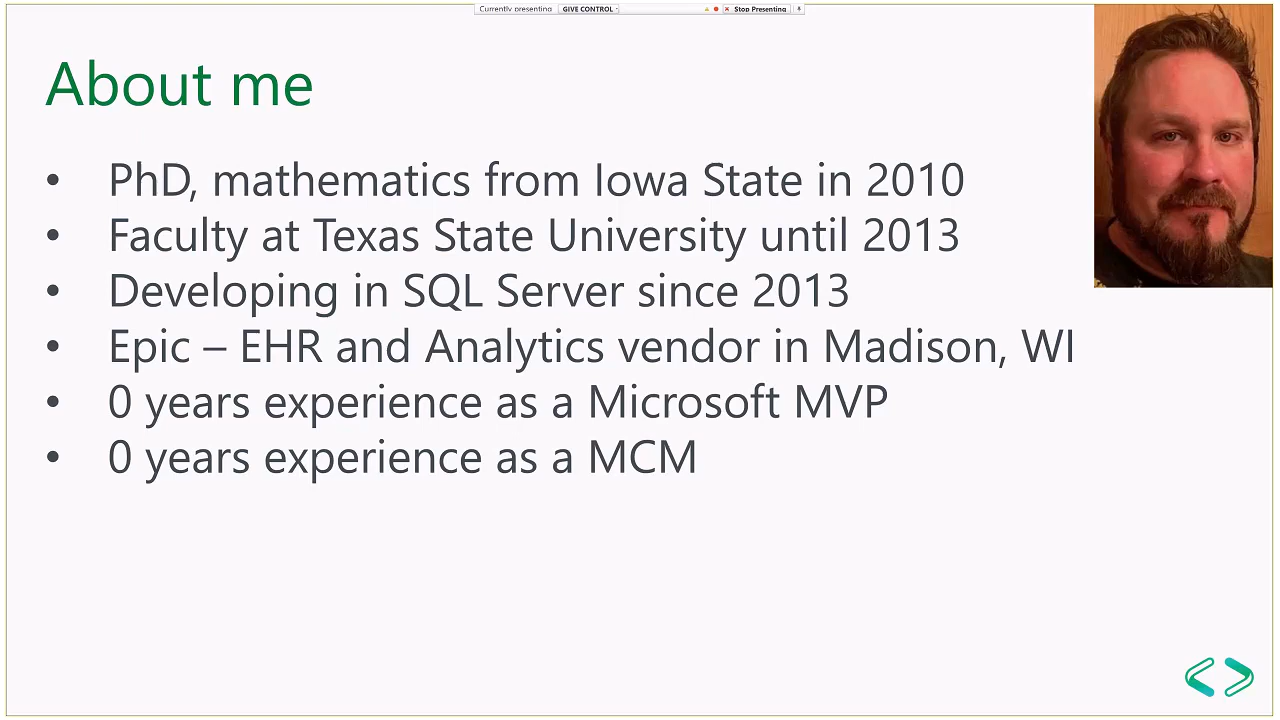 Currently presenting GIVE CONTROL Stop Presenting
About me
• PhD, mathematics from Iowa State in 2010
• Faculty at Texas State University until 2013
• Developing in SQL Server since 2013
• Epic – EHR and Analytics vendor in Madison, WI
• 0 years experience as a Microsoft MVP
• 0 years experience as a MCM